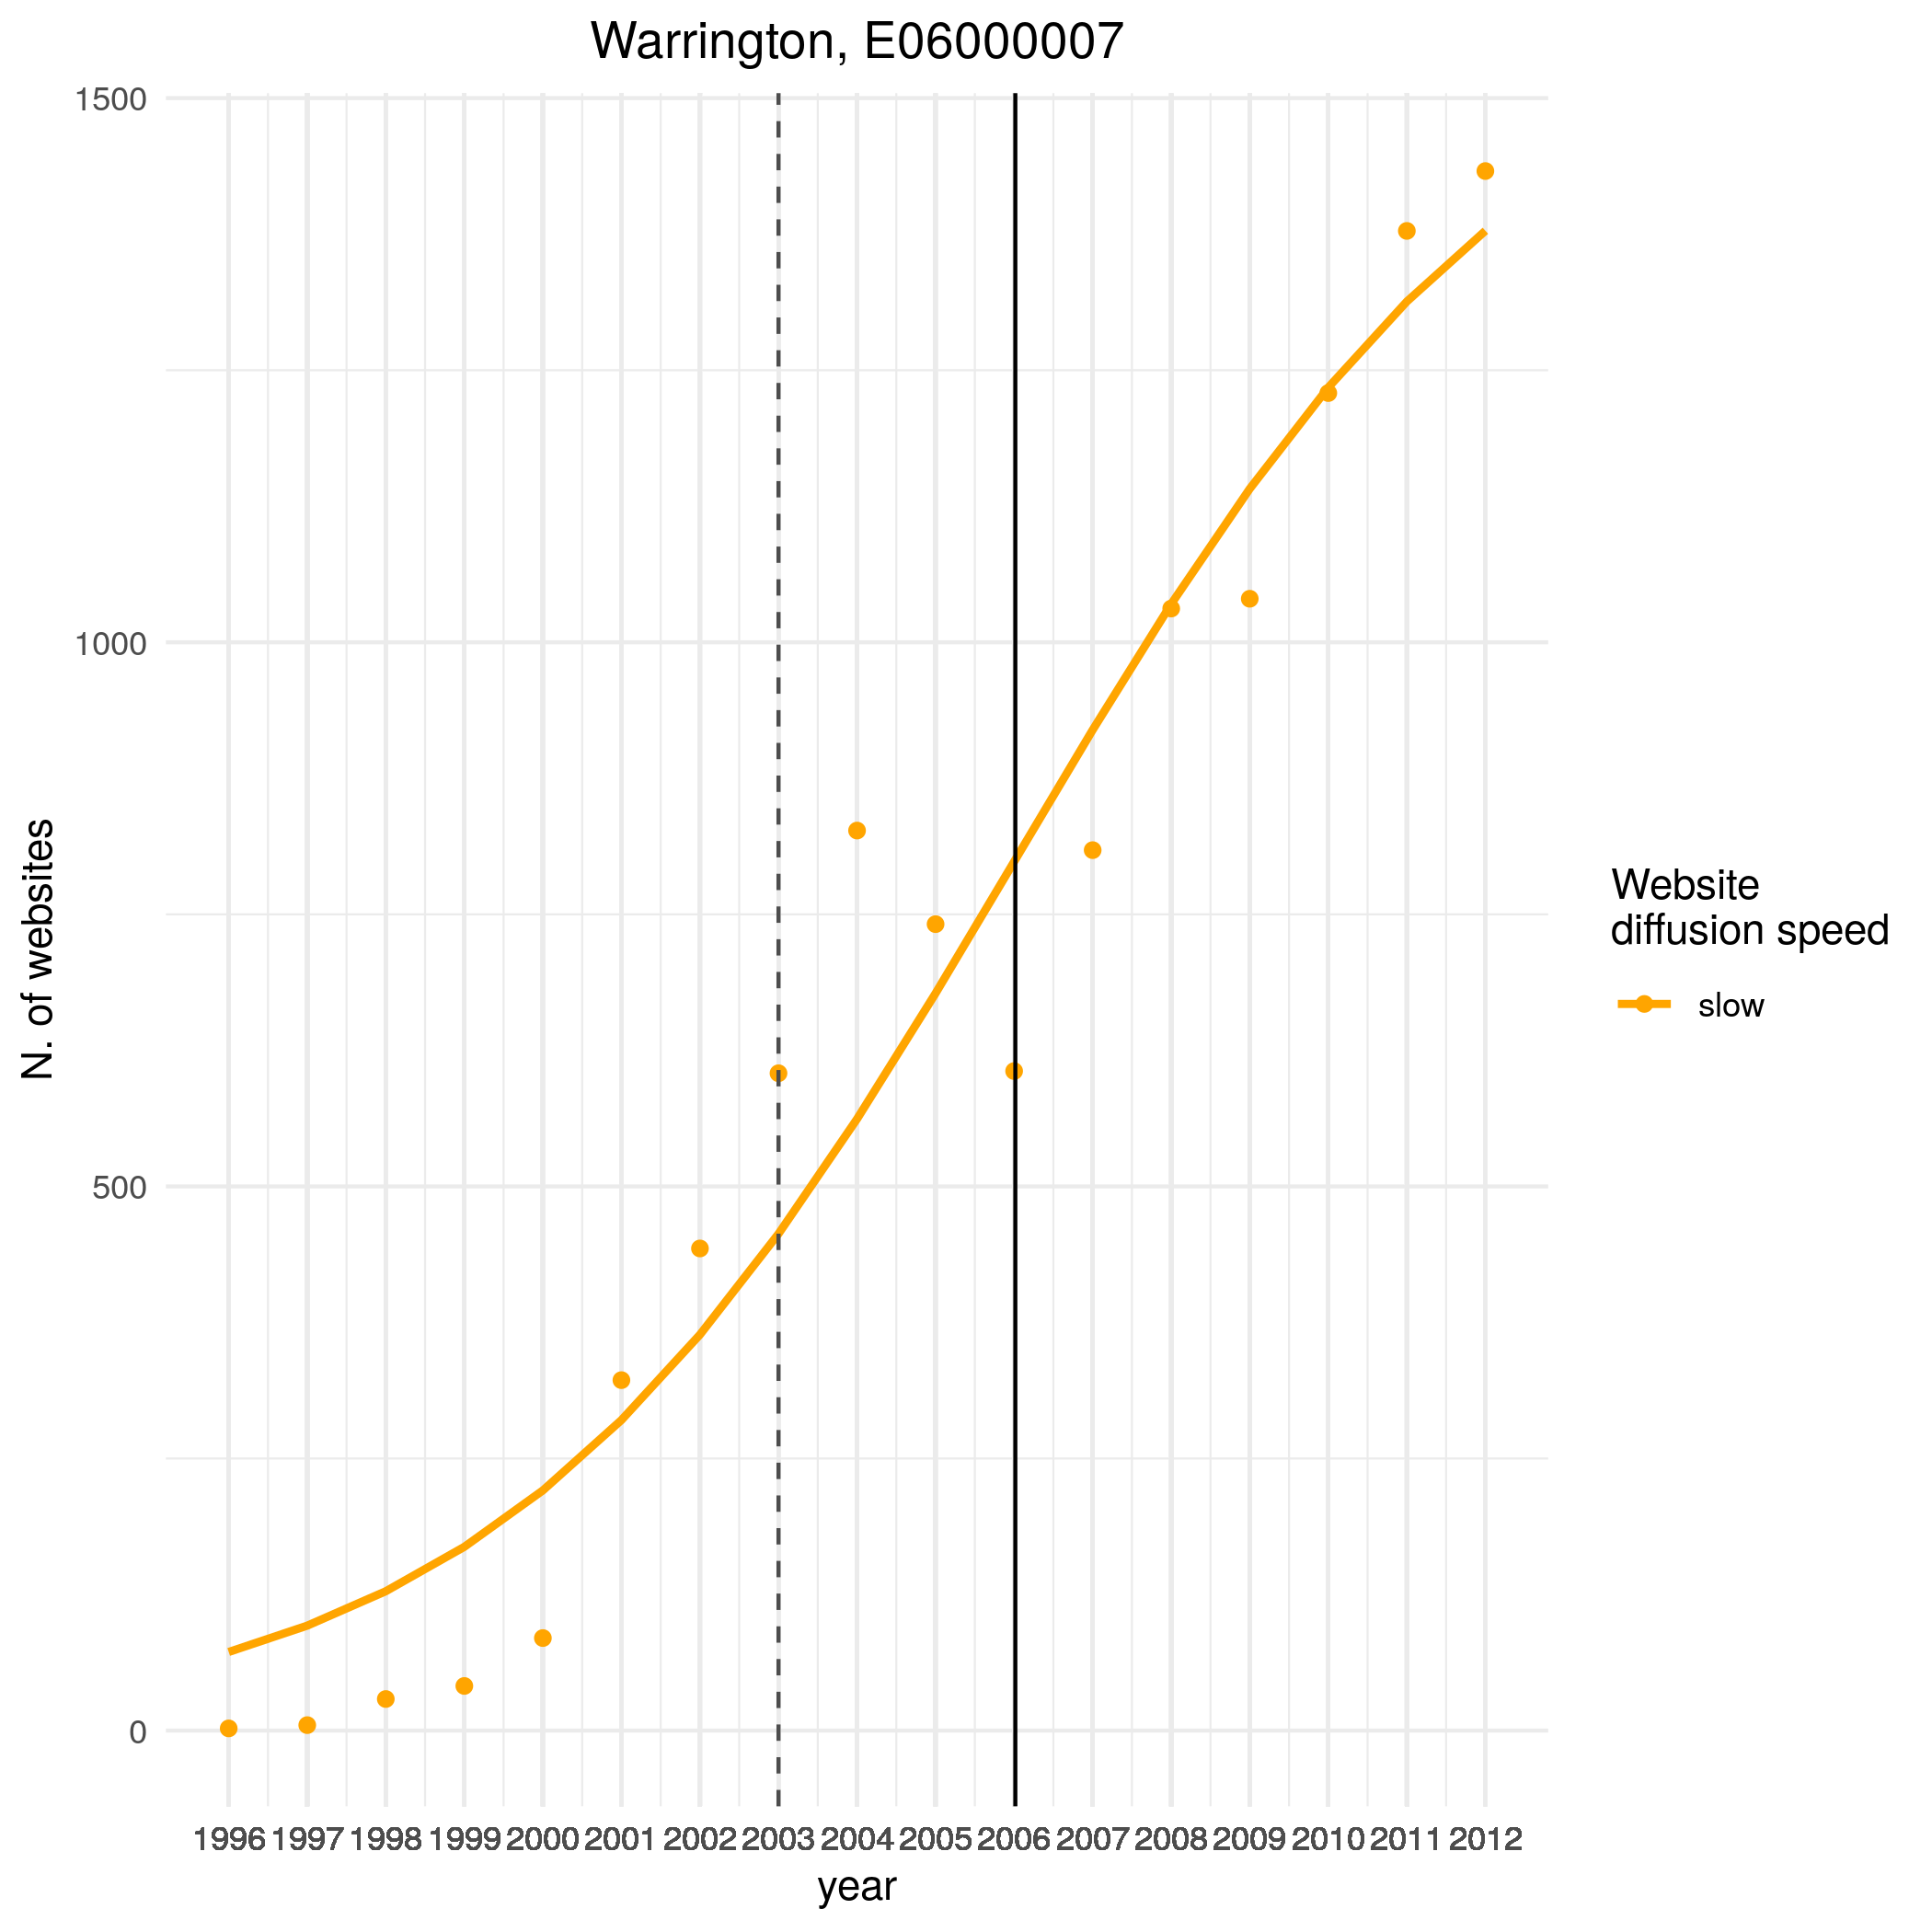 Warrington, E06000007
1500
1000
500
0
N. of websites
1996 1997 1998 1999 2000 2001 2002 2003 2004 2005 2006 2007 2008 2009 2010 2011 2012
year
Website
diffusion speed
slow